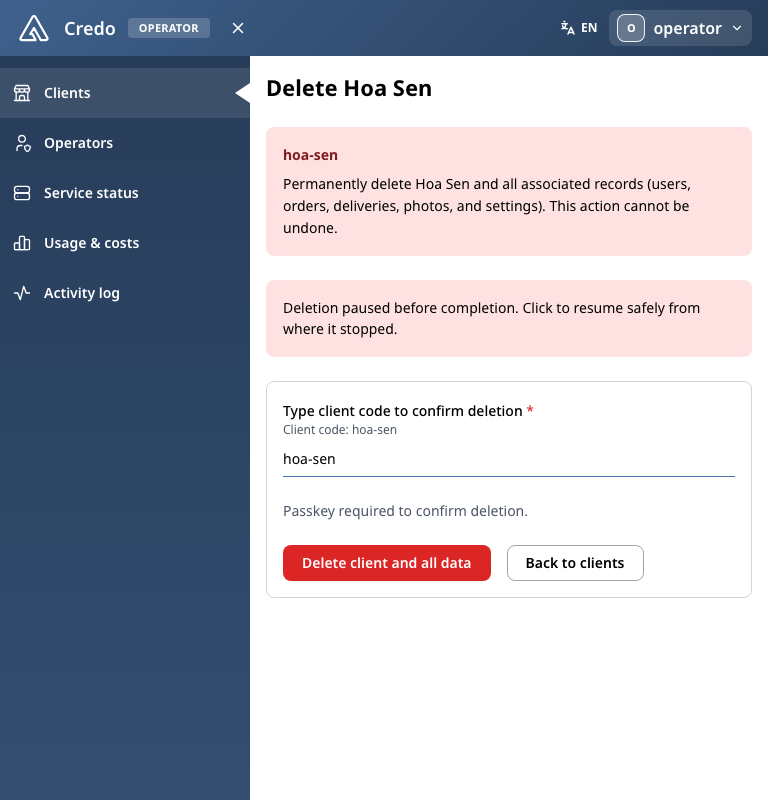 Credo
OPERATOR
EN
O
operator
Clients
Operators
Service status
Usage & costs
Activity log
Delete Hoa Sen
hoa-sen
Permanently delete Hoa Sen and all associated records (users,
orders, deliveries, photos, and settings). This action cannot be
undone.
Deletion paused before completion. Click to resume safely from
where it stopped.
Type client code to confirm deletion *
Client code: hoa-sen
hoa-sen
Passkey required to confirm deletion.
Delete client and all data
Back to clients